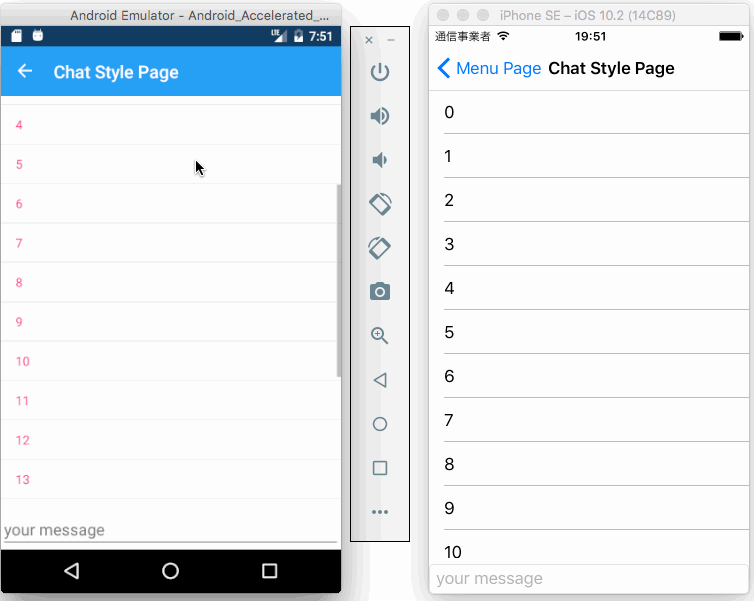 Android Emulator - Android_Accelerated_...
LTE 7:51
Chat Style Page
4
5
6
7
8
9
10
11
12
13
your message
iPhone SE – iOS 10.2 (14C89)
通信事業者 19:51
Menu Page Chat Style Page
0
1
2
3
4
5
6
7
8
9
10
your message